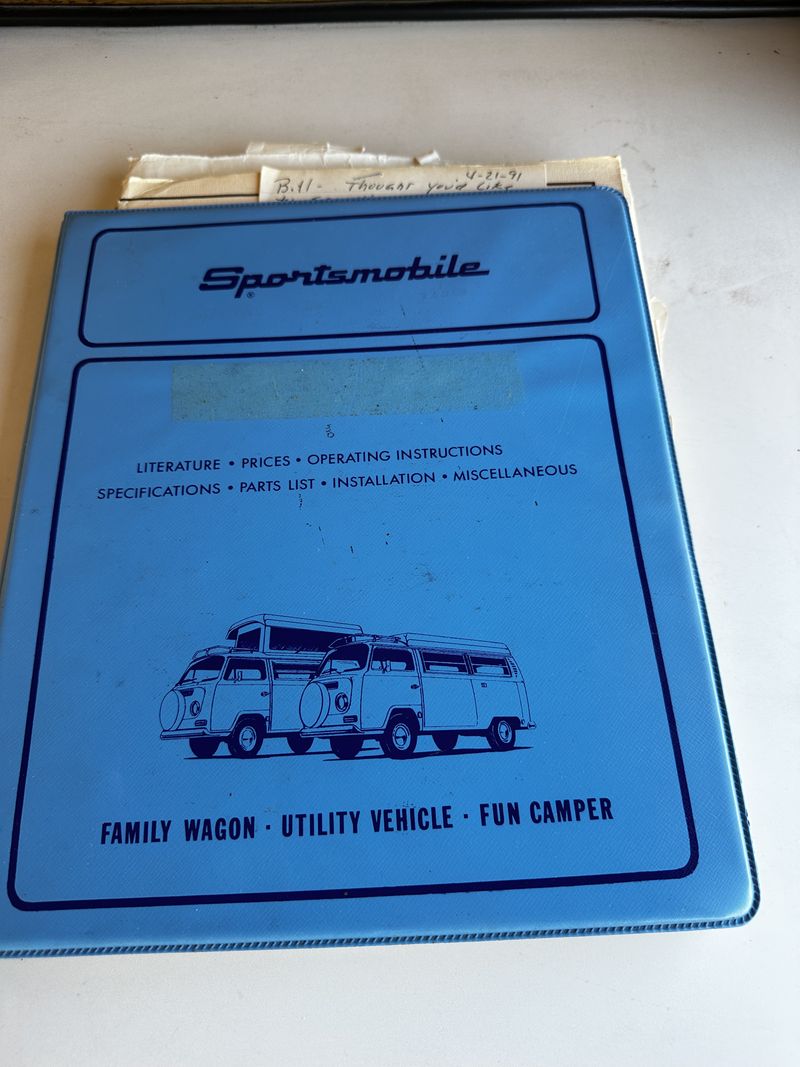 Bill - Thought you'd Like 4-21-91
Sportsmobile
®
LITERATURE • PRICES • OPERATING INSTRUCTIONS
SPECIFICATIONS • PARTS LIST • INSTALLATION • MISCELLANEOUS
FAMILY WAGON · UTILITY VEHICLE · FUN CAMPER